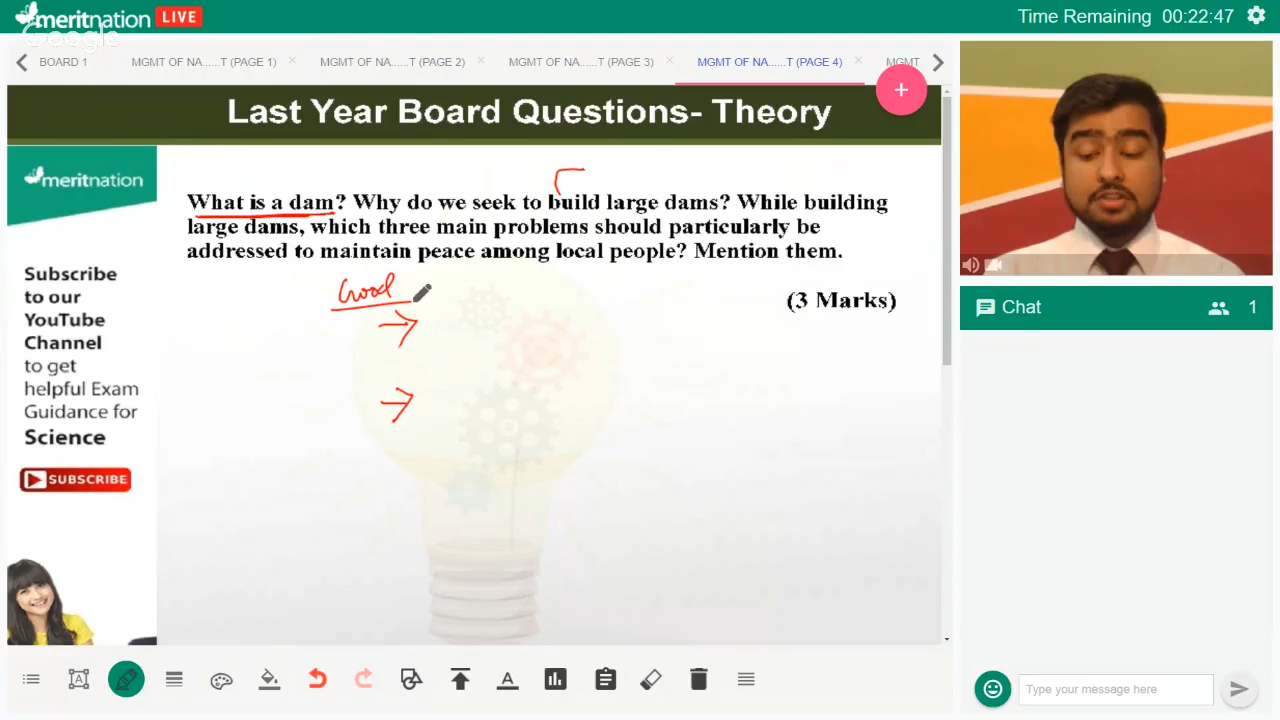 meritnation LIVE
Google
Time Remaining 00:22:47
BOARD 1
MGMT OF NA......T (PAGE 1)
MGMT OF NA......T (PAGE 2)
MGMT OF NA......T (PAGE 3)
MGMT OF NA......T (PAGE 4)
MGMT
Last Year Board Questions- Theory
meritnation
What is a dam? Why do we seek to build large dams? While building
large dams, which three main problems should particularly be
addressed to maintain peace among local people? Mention them.
(3 Marks)
Good
Subscribe
to our
YouTube
Channel
to get
helpful Exam
Guidance for
Science
SUBSCRIBE
Chat
1
Type your message here